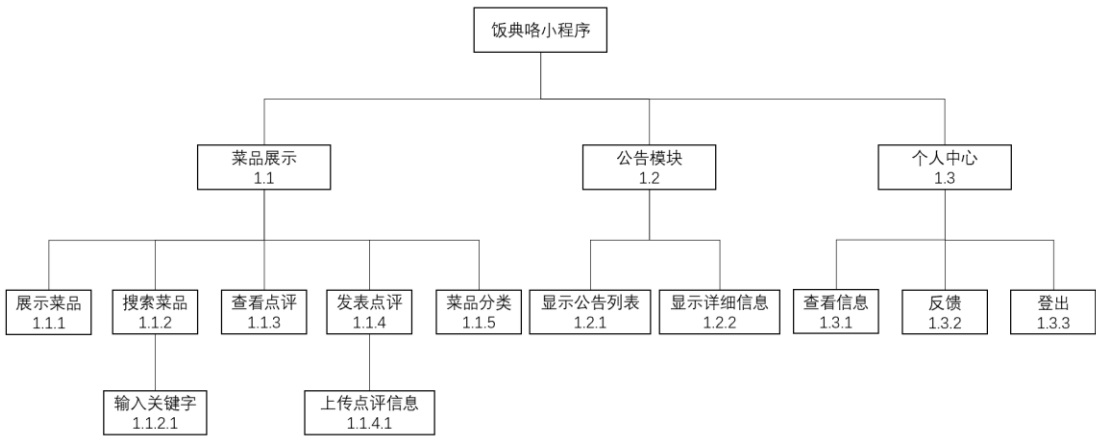 饭典咯小程序
菜品展示
1.1
公告模块
1.2
个人中心
1.3
展示菜品
1.1.1
搜索菜品
1.1.2
查看点评
1.1.3
发表点评
1.1.4
菜品分类
1.1.5
显示公告列表
1.2.1
显示详细信息
1.2.2
查看信息
1.3.1
反馈
1.3.2
登出
1.3.3
输入关键字
1.1.2.1
上传点评信息
1.1.4.1